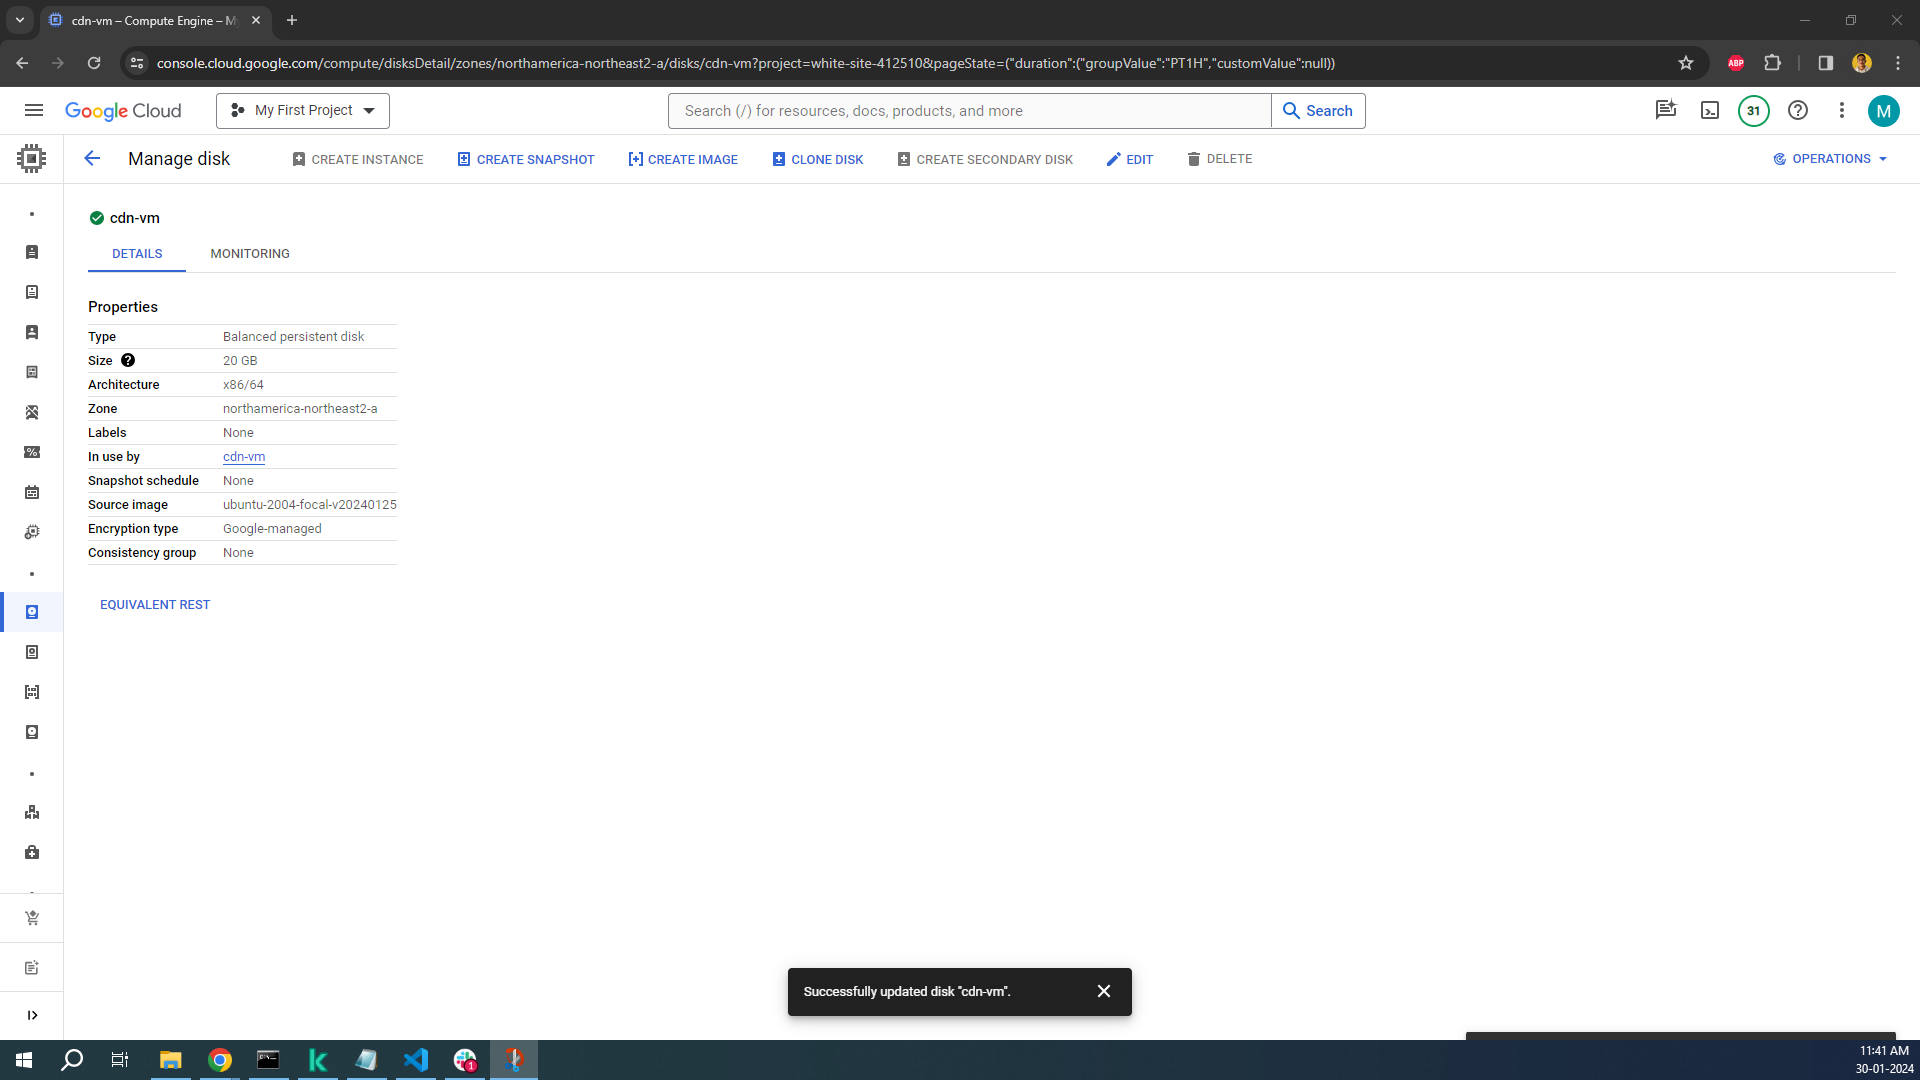 cdn-vm – Compute Engine – M
console.cloud.google.com/compute/disksDetail/zones/northamerica-northeast2-a/disks/cdn-vm?project=white-site-412510&pageState=("duration":("groupValue":"PT1H","customValue":null))
ABP
Google Cloud
My First Project
Search (/) for resources, docs, products, and more
Search
31
M
Manage disk
CREATE INSTANCE
CREATE SNAPSHOT
CREATE IMAGE
CLONE DISK
CREATE SECONDARY DISK
EDIT
DELETE
OPERATIONS
cdn-vm
DETAILS
MONITORING
Properties
Type Balanced persistent disk
Size 20 GB
Architecture x86/64
Zone northamerica-northeast2-a
Labels None
In use by cdn-vm
Snapshot schedule None
Source image ubuntu-2004-focal-v20240125
Encryption type Google-managed
Consistency group None
EQUIVALENT REST
Successfully updated disk "cdn-vm".
1
11:41 AM
30-01-2024